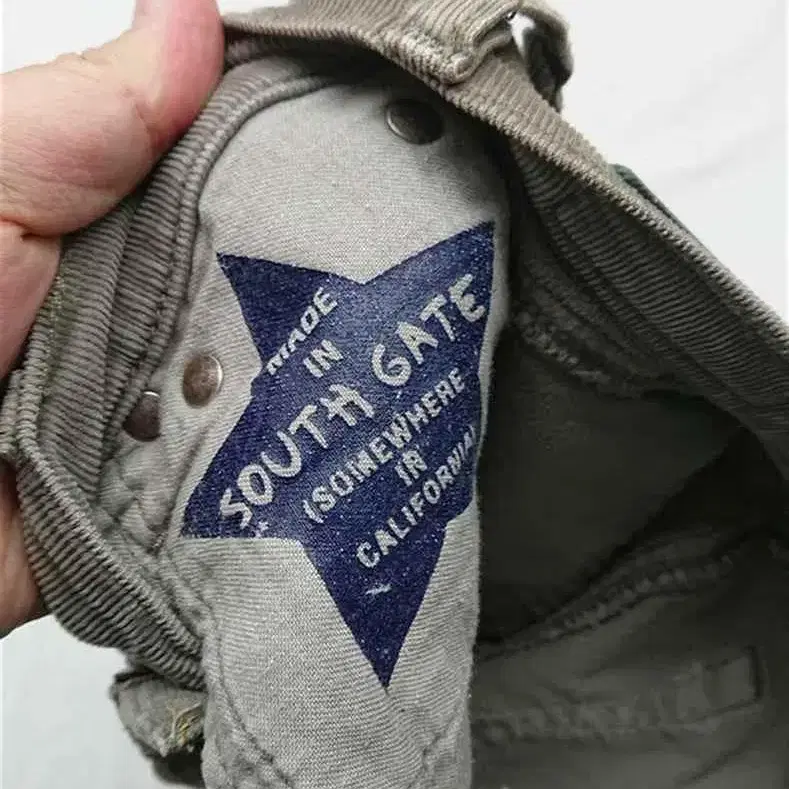 MADE
IN
SOUTH GATE
(SOMEWHERE
IN
CALIFORNIA)